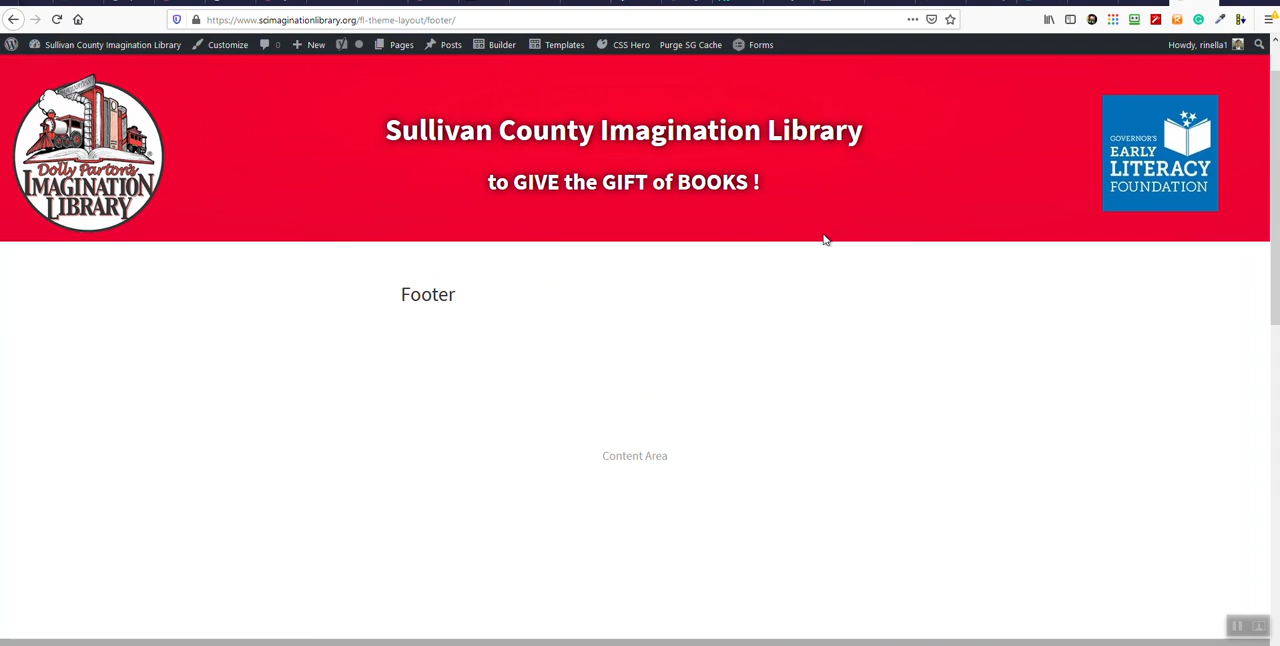 https://www.scimaginationlibrary.org/fl-theme-layout/footer/
Sullivan County Imagination Library Customize 0 New Pages Posts Builder Templates CSS Hero Purge SG Cache Forms Howdy, rinella1
Dolly Parton's
IMAGINATION
LIBRARY
Sullivan County Imagination Library
to GIVE the GIFT of BOOKS !
GOVERNOR'S
EARLY
LITERACY
FOUNDATION
Footer
Content Area